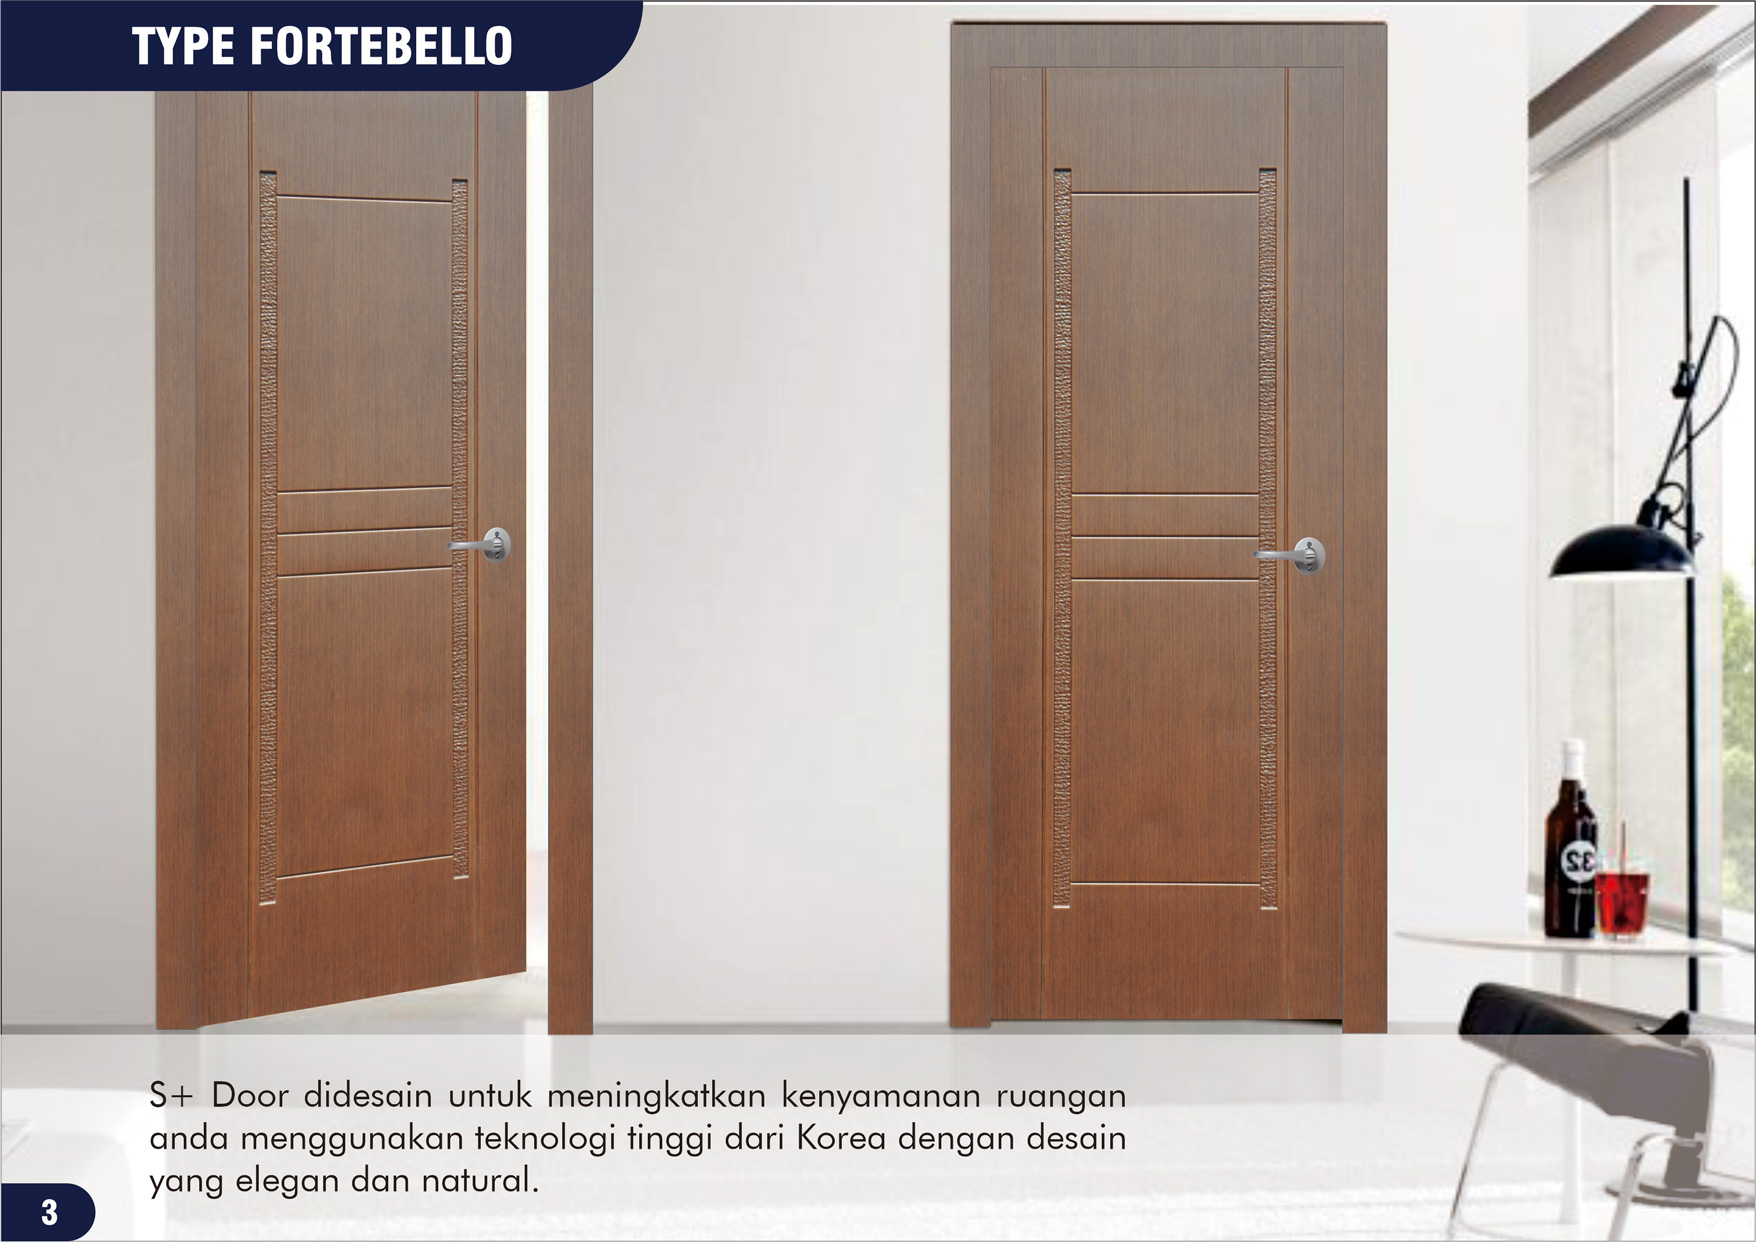 TYPE FORTEBELLO
32
S+ Door didesain untuk meningkatkan kenyamanan ruangan
anda menggunakan teknologi tinggi dari Korea dengan desain
yang elegan dan natural.
3